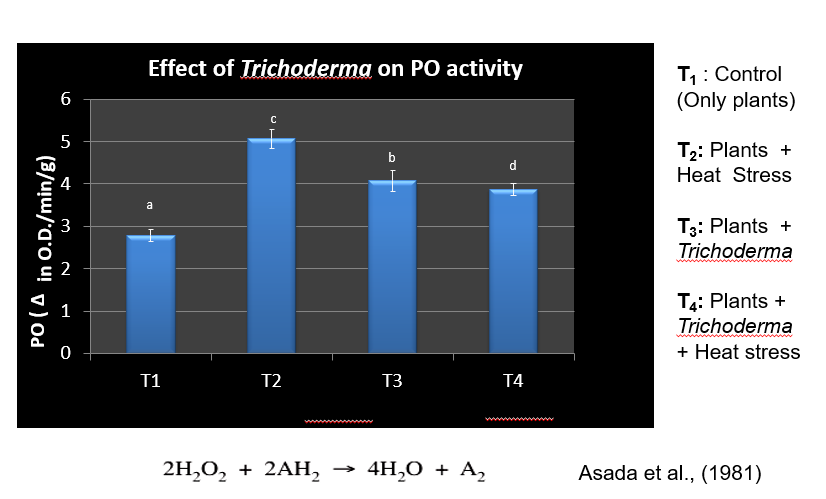 Effect of Trichoderma on PO activity
PO ( Δ in O.D./min/g)
6
5
4
3
2
1
0
a
c
b
d
T1 T2 T3 T4
T₁ : Control
(Only plants)
T₂: Plants +
Heat Stress
T₃: Plants +
Trichoderma
T₄: Plants +
Trichoderma
+ Heat stress
2H₂O₂ + 2AH₂ → 4H₂O + A₂
Asada et al., (1981)